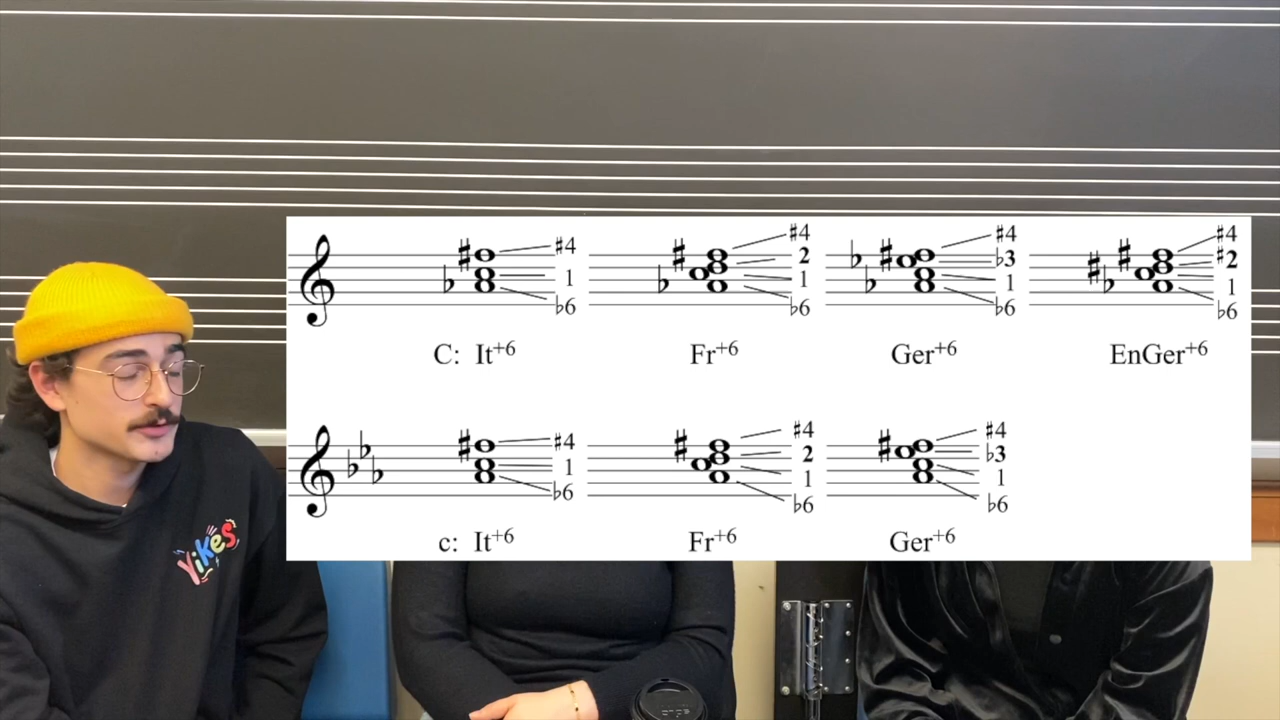 ♯4 ♯4 ♯4 ♯4
2 ♭3 ♯2
1 1 1 1
♭6 ♭6 ♭6 ♭6
C: It+6 Fr+6 Ger+6 EnGer+6
♯4 ♯4 ♯4
2 ♭3
1 1 1
♭6 ♭6 ♭6
c: It+6 Fr+6 Ger+6
Yikes